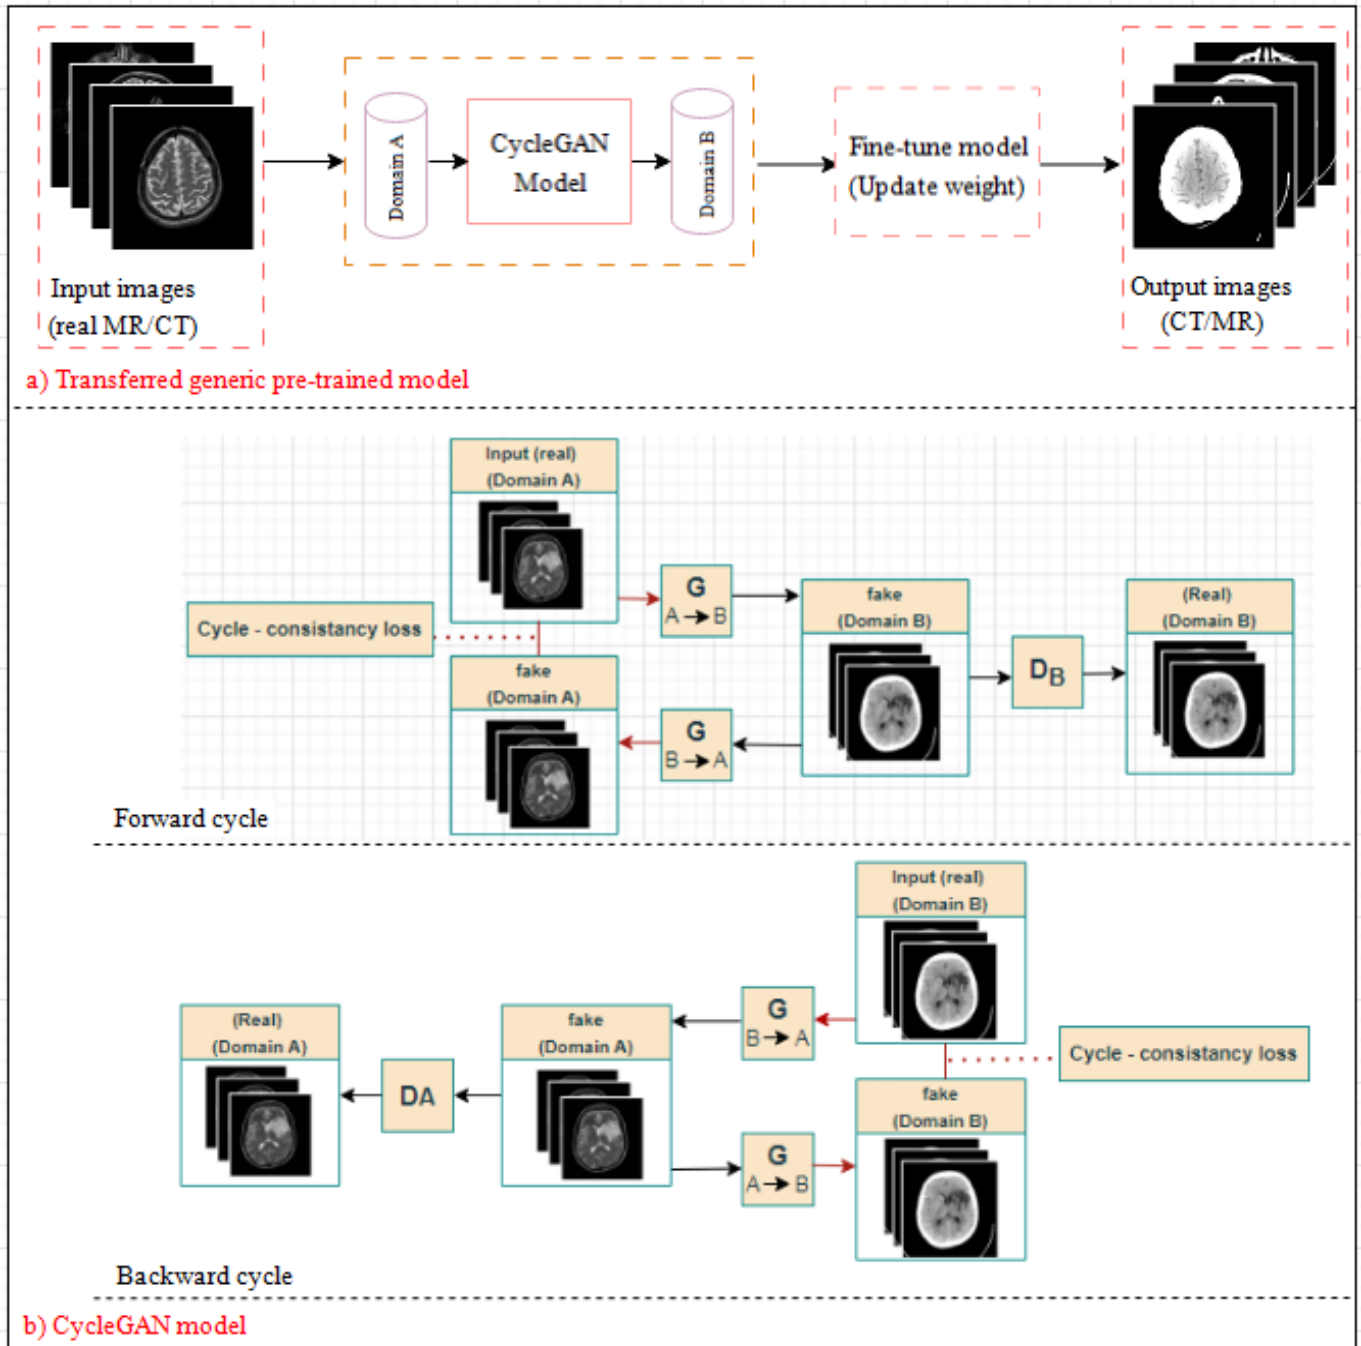 Domain A
CycleGAN
Model
Domain B
Fine-tune model
(Update weight)
Input images
(real MR/CT)
Output images
(CT/MR)
a) Transferred generic pre-trained model
Input (real)
(Domain A)
Cycle - consistancy loss
G
A → B
fake
(Domain B)
DB
(Real)
(Domain B)
fake
(Domain A)
G
B → A
Forward cycle
Input (real)
(Domain B)
(Real)
(Domain A)
DA
fake
(Domain A)
G
B → A
Cycle - consistancy loss
fake
(Domain B)
G
A → B
Backward cycle
b) CycleGAN model